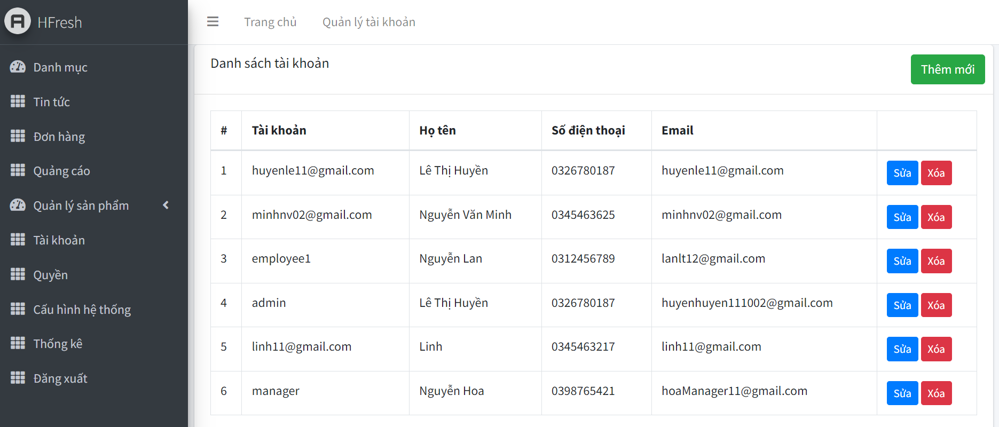 HFresh
Trang chủ Quản lý tài khoản
Danh mục
Tin tức
Đơn hàng
Quảng cáo
Quản lý sản phẩm
Tài khoản
Quyền
Cấu hình hệ thống
Thống kê
Đăng xuất
Danh sách tài khoản
Thêm mới
# Tài khoản Họ tên Số điện thoại Email
1 huyenle11@gmail.com Lê Thị Huyền 0326780187 huyenle11@gmail.com Sửa Xóa
2 minhnv02@gmail.com Nguyễn Văn Minh 0345463625 minhnv02@gmail.com Sửa Xóa
3 employee1 Nguyễn Lan 0312456789 lanlt12@gmail.com Sửa Xóa
4 admin Lê Thị Huyền 0326780187 huyenhuyen111002@gmail.com Sửa Xóa
5 linh11@gmail.com Linh 0345463217 linh11@gmail.com Sửa Xóa
6 manager Nguyễn Hoa 0398765421 hoaManager11@gmail.com Sửa Xóa